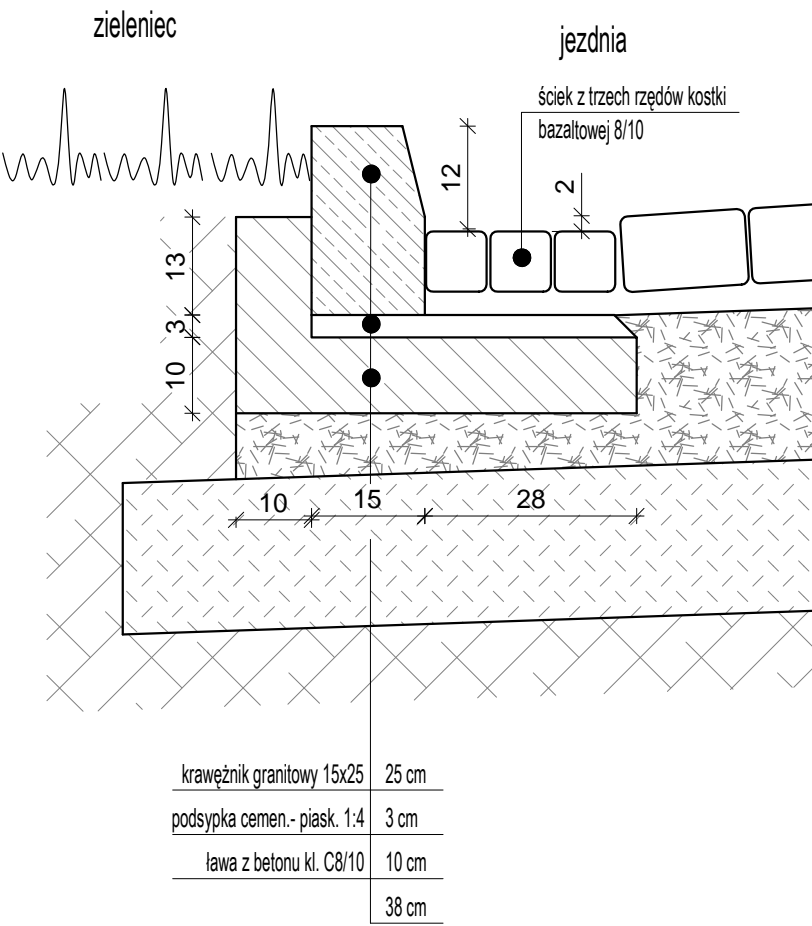 zieleniec
jezdnia
ściek z trzech rzędów kostki
bazaltowej 8/10
12
2
13
3
10
10
15
28
krawężnik granitowy 15x25 25 cm
podsypka cemen.- piask. 1:4 3 cm
ława z betonu kl. C8/10 10 cm
38 cm